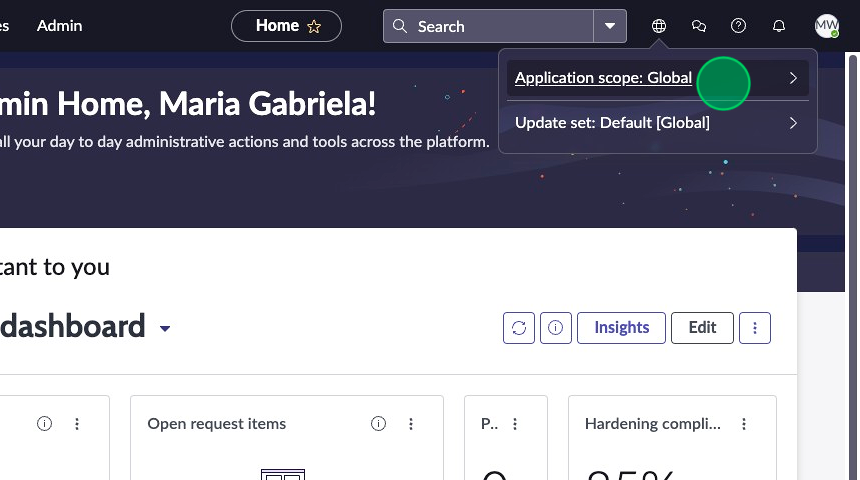 Admin
Home
Search
MW
Application scope: Global
Update set: Default [Global]
min Home, Maria Gabriela!
all your day to day administrative actions and tools across the platform.
tant to you
dashboard
Insights
Edit
Open request items
P..
Hardening compli...
85%